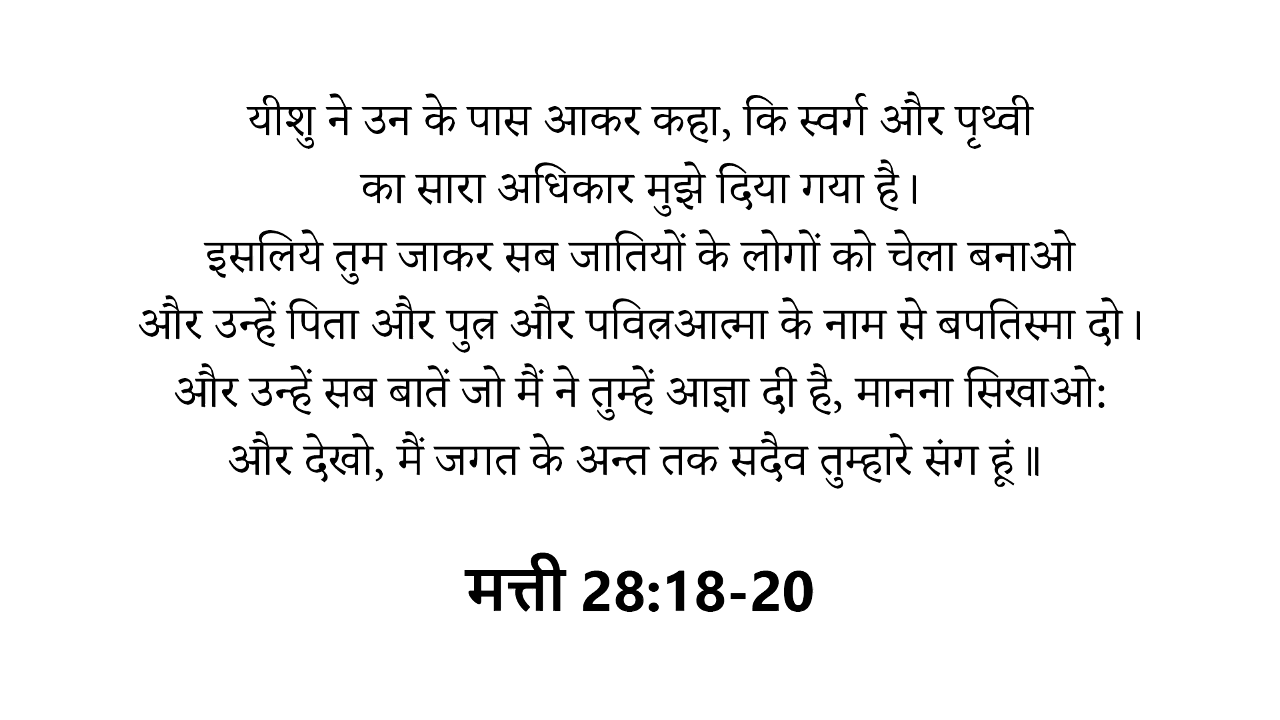 यीशु ने उन के पास आकर कहा, कि स्वर्ग और पृथ्वी
का सारा अधिकार मुझे दिया गया है।
इसलिये तुम जाकर सब जातियों के लोगों को चेला बनाओ
और उन्हें पिता और पुत्र और पवित्रआत्मा के नाम से बपतिस्मा दो।
और उन्हें सब बातें जो मैं ने तुम्हें आज्ञा दी है, मानना सिखाओ:
और देखो, मैं जगत के अन्त तक सदैव तुम्हारे संग हूं॥
मत्ती 28:18-20